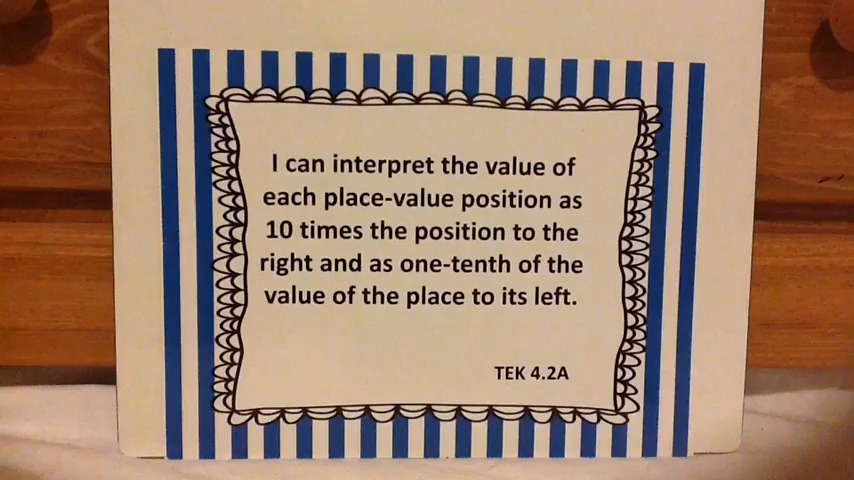 I can interpret the value of
each place-value position as
10 times the position to the
right and as one-tenth of the
value of the place to its left.
TEK 4.2A